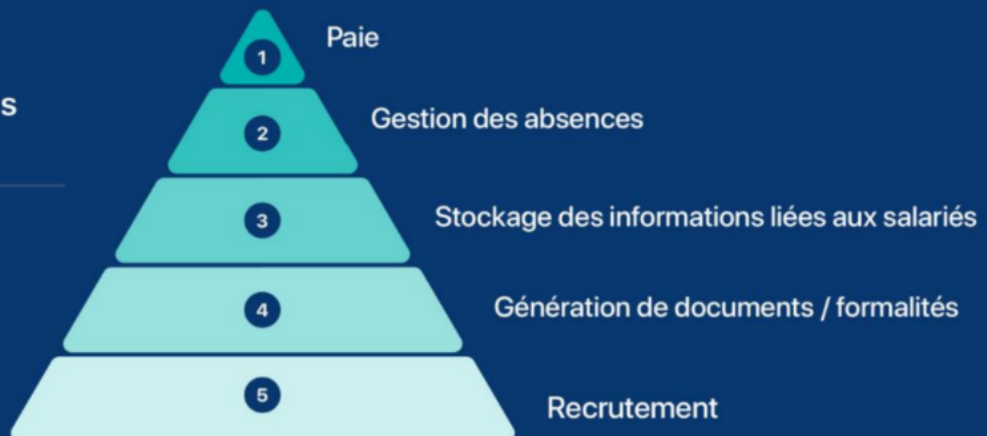 1
Paie
s
2
Gestion des absences
3
Stockage des informations liées aux salariés
4
Génération de documents / formalités
5
Recrutement